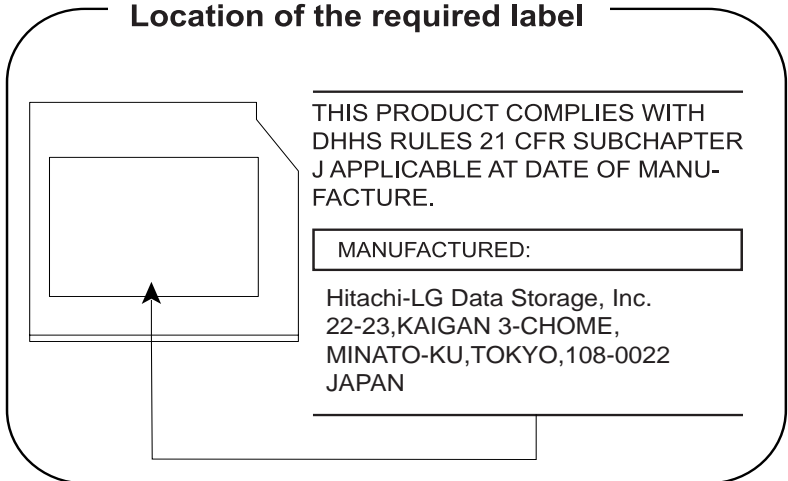 Location of the required label
THIS PRODUCT COMPLIES WITH
DHHS RULES 21 CFR SUBCHAPTER
J APPLICABLE AT DATE OF MANU-
FACTURE.
MANUFACTURED:
Hitachi-LG Data Storage, Inc.
22-23,KAIGAN 3-CHOME,
MINATO-KU,TOKYO,108-0022
JAPAN